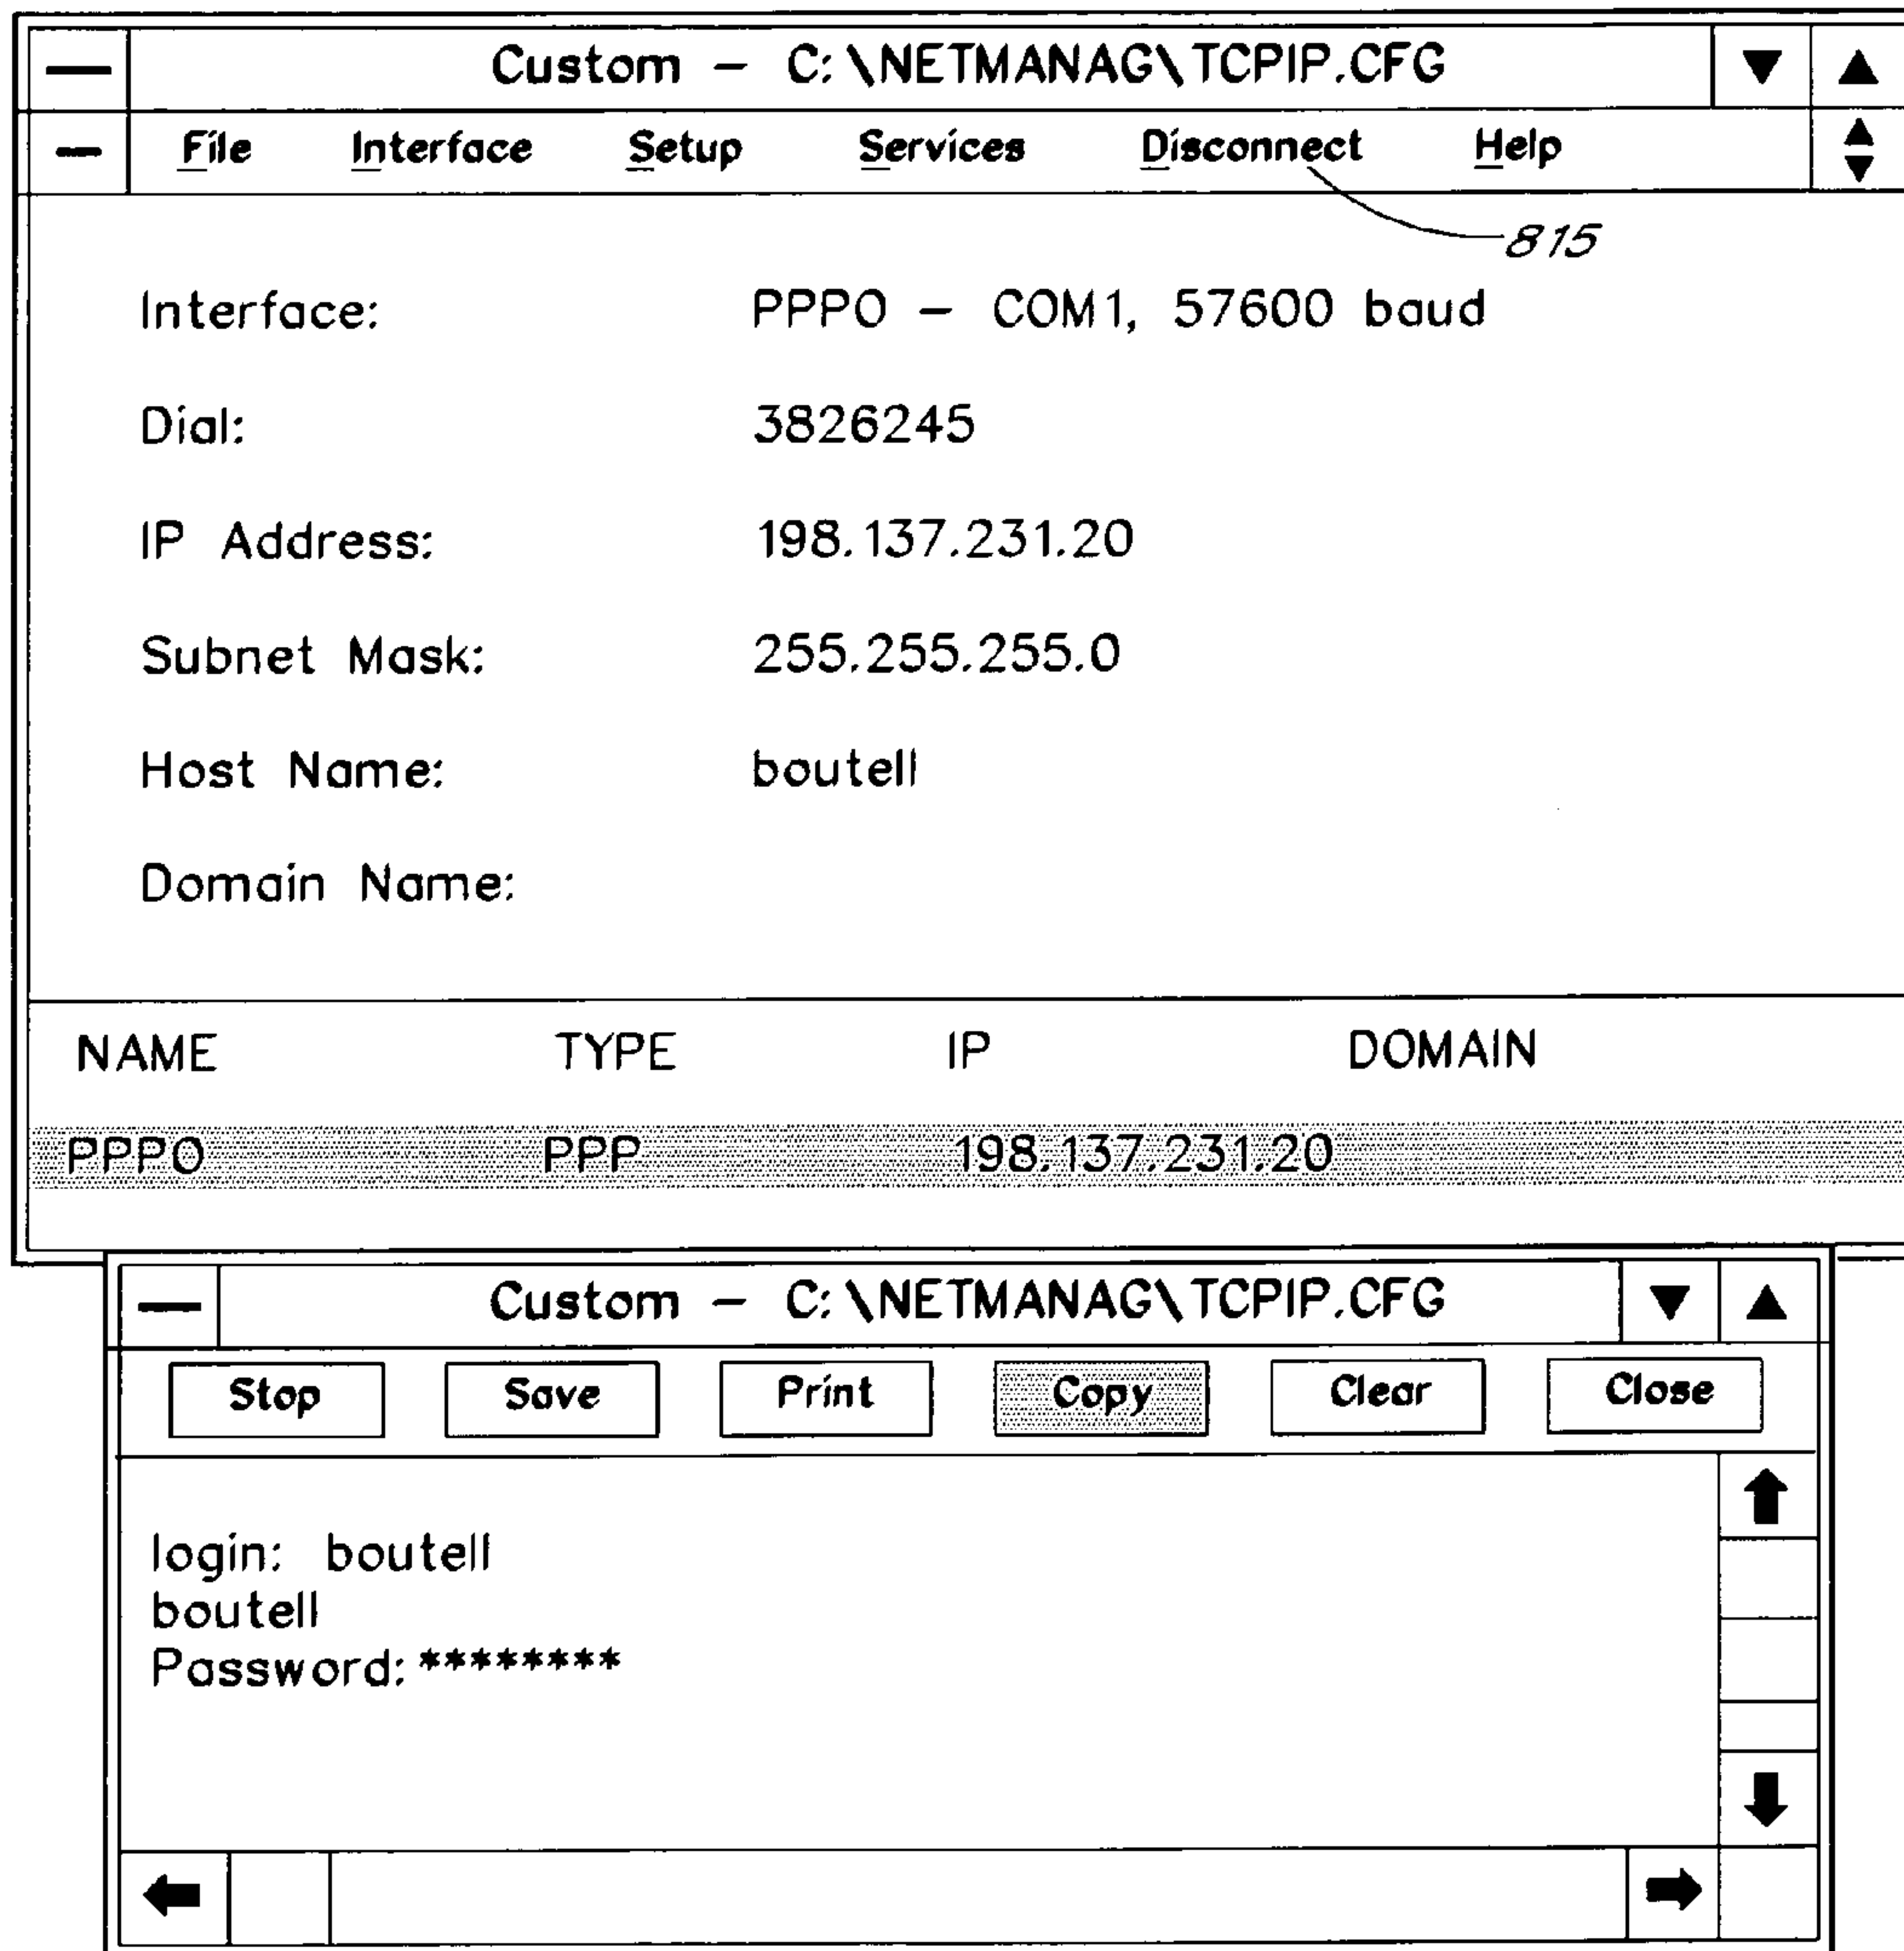 Custom – C:\NETMANAG\TCPIP.CFG
File Interface Setup Services Disconnect Help
815
Interface: PPPO – COM1, 57600 baud
Dial: 3826245
IP Address: 198.137.231.20
Subnet Mask: 255.255.255.0
Host Name: boutell
Domain Name:
NAME TYPE IP DOMAIN
PPPO PPP 198.137.231.20
Custom – C:\NETMANAG\TCPIP.CFG
Stop Save Print Copy Clear Close
login: boutell
boutell
Password: ********